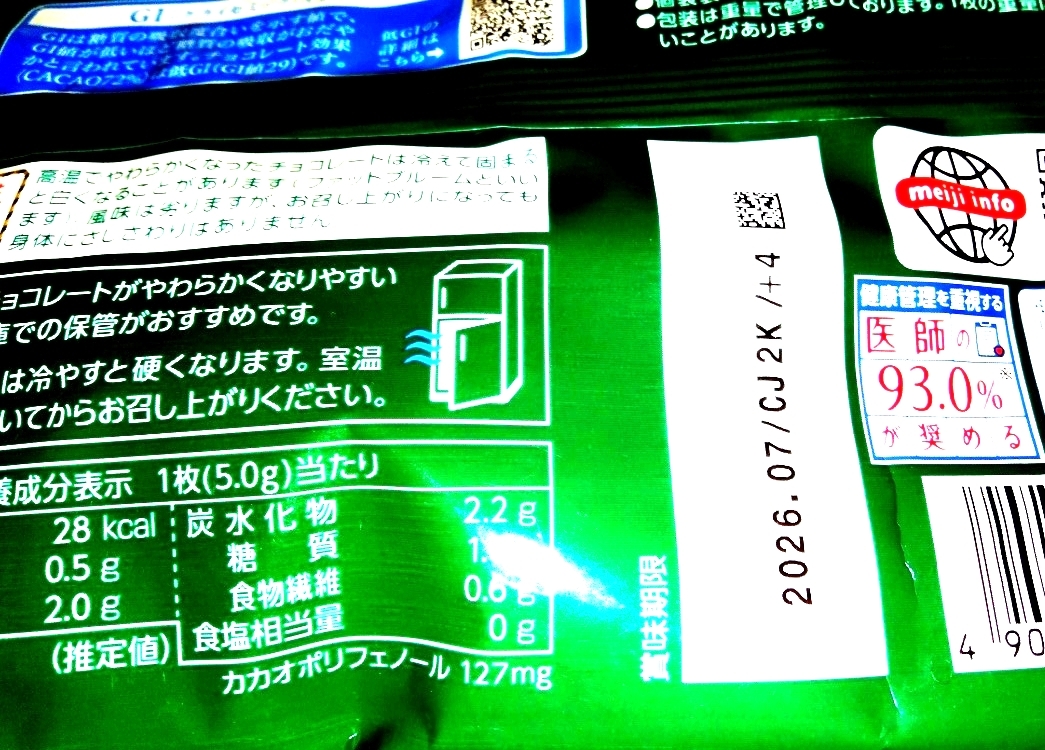 GI
を示す値で、
GIは糖質の
糖質の吸収がおだやか
GI値が低いほど
チョコレート効果
かと言われています。
(CACAO72%)は低GI(GI値29)です。
低GIの
詳細は
こちら→
●包装は重量で管理しております。1枚の重量は
いことがあります。
高温でやわらかくなったチョコレートは冷えて固まる
と白くなることがあります(ファットブルームといい
ます)。風味は劣りますが、お召し上がりになっても
身体にさしさわりはありません
ョコレートがやわらかくなりやすい
庫での保管がおすすめです。
は冷やすと硬くなります。室温
いてからお召し上がりください。
養成分表示 1枚(5.0g)当たり
28 kcal
0.5 g
2.0 g
(推定値)
炭水化物 2.2 g
糖質 1.
食物繊維 0.6 g
食塩相当量 0 g
カカオポリフェノール 127mg
賞味期限
2026.07/CJ2K /+4
meiji info
健康管理を重視する
医師の
93.0%※
が奨める
4 90